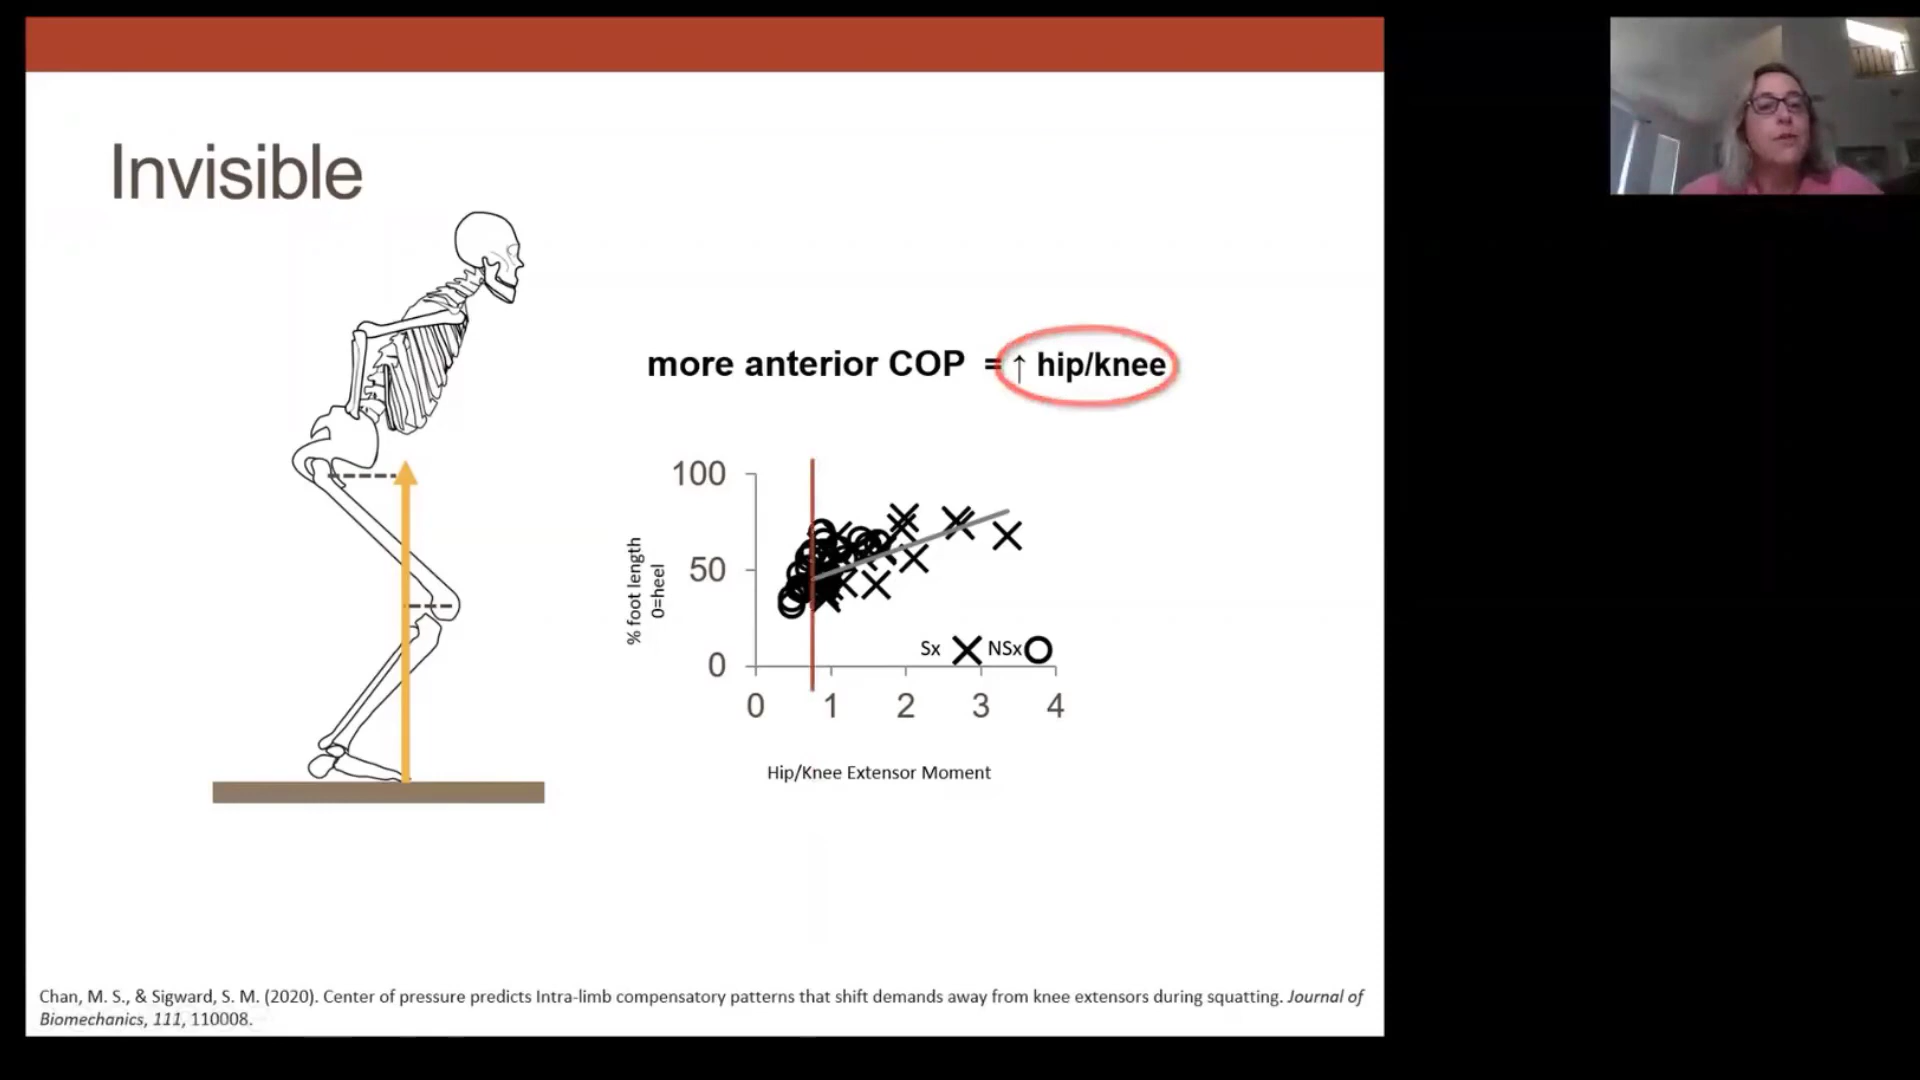 Invisible
more anterior COP = ↑ hip/knee
100
50
0
% foot length
0=heel
Sx
NSx
0 1 2 3 4
Hip/Knee Extensor Moment
Chan, M. S., & Sigward, S. M. (2020). Center of pressure predicts Intra-limb compensatory patterns that shift demands away from knee extensors during squatting. Journal of
Biomechanics, 111, 110008.